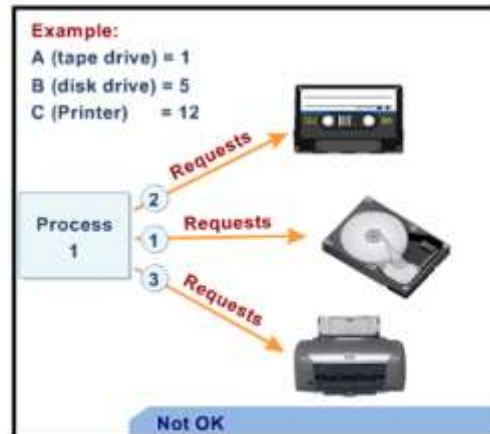 Example:
A (tape drive) = 1
B (disk drive) = 5
C (Printer) = 12
Requests
2
Process
1
1
Requests
3
Requests
Not OK